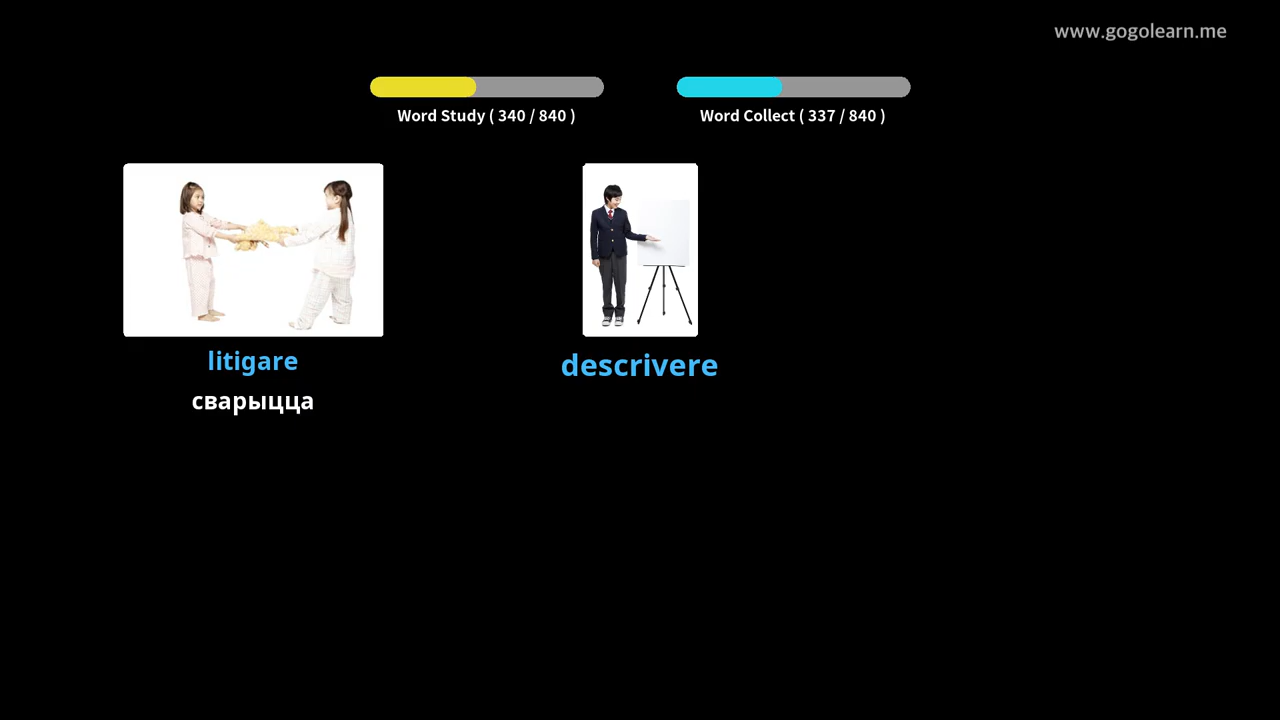 www.gogolearn.me
Word Study ( 340 / 840 )
Word Collect ( 337 / 840 )
litigare
сварыцца
descrivere